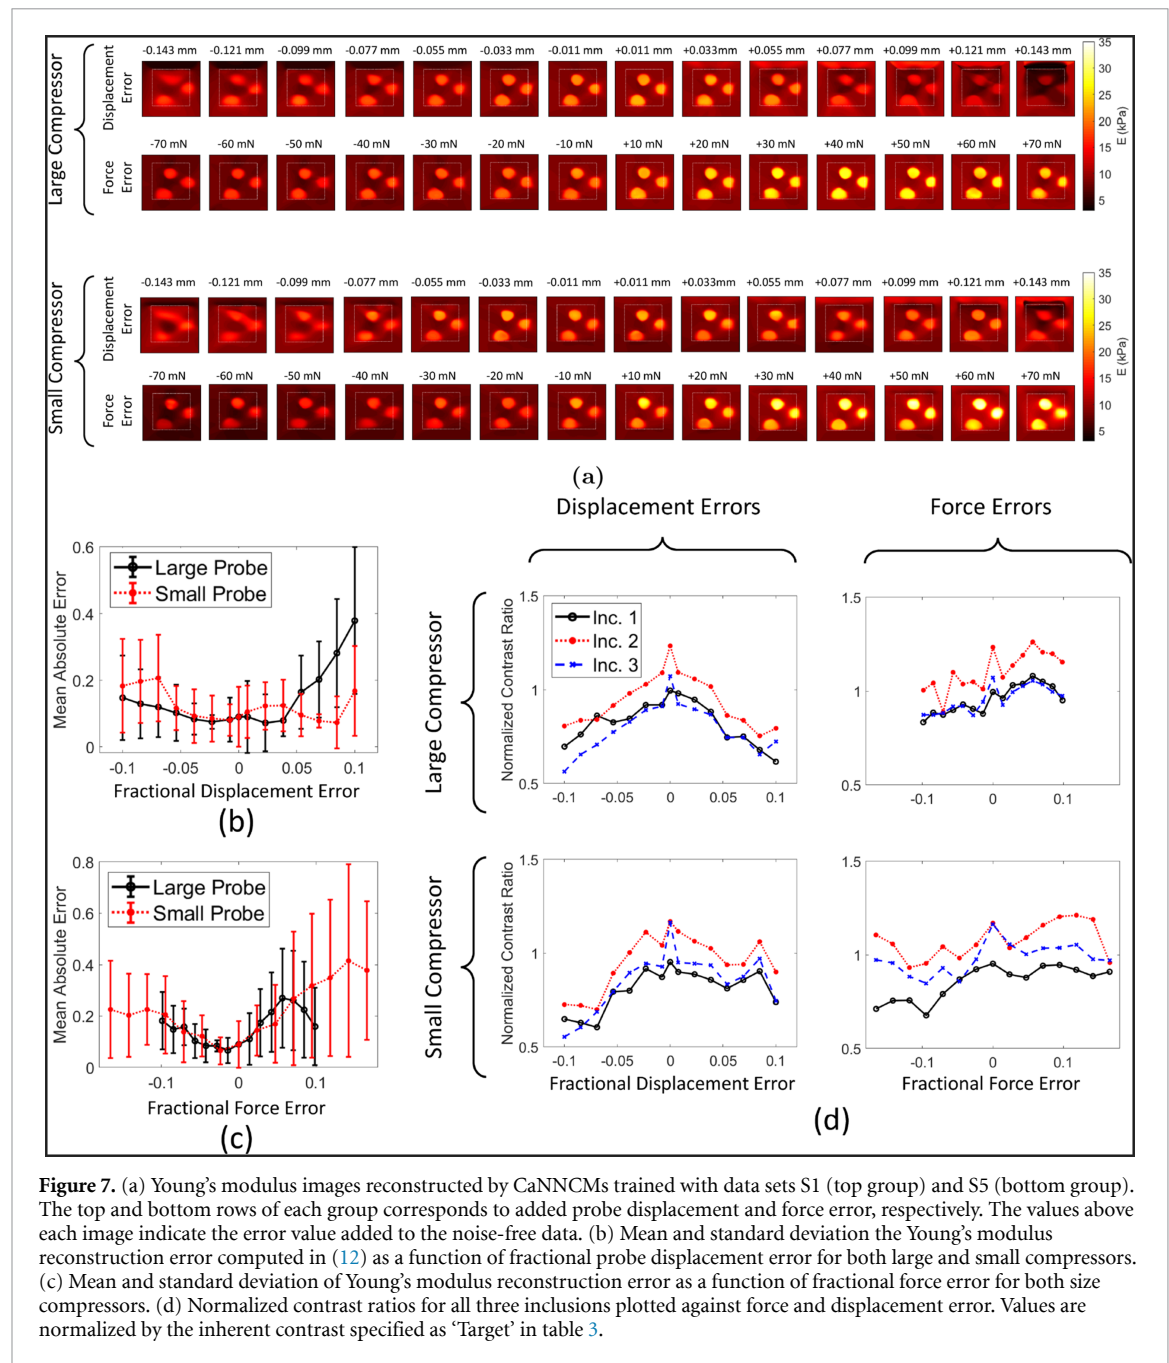 Large Compressor
Displacement Error
-0.143 mm -0.121 mm -0.099 mm -0.077 mm -0.055 mm -0.033 mm -0.011 mm +0.011 mm +0.033mm +0.055 mm +0.077 mm +0.099 mm +0.121 mm +0.143 mm
Force Error
-70 mN -60 mN -50 mN -40 mN -30 mN -20 mN -10 mN +10 mN +20 mN +30 mN +40 mN +50 mN +60 mN +70 mN
35
30
25
20
15
10
5
E (kPa)
Small Compressor
Displacement Error
-0.143 mm -0.121 mm -0.099 mm -0.077 mm -0.055 mm -0.033 mm -0.011 mm +0.011 mm +0.033mm +0.055 mm +0.077 mm +0.099 mm +0.121 mm +0.143 mm
Force Error
-70 mN -60 mN -50 mN -40 mN -30 mN -20 mN -10 mN +10 mN +20 mN +30 mN +40 mN +50 mN +60 mN +70 mN
35
30
25
20
15
10
5
E (kPa)
(a)
Mean Absolute Error
0.6
0.4
0.2
0
Large Probe
Small Probe
-0.1 -0.05 0 0.05 0.1
Fractional Displacement Error
(b)
Mean Absolute Error
0.8
0.6
0.4
0.2
0
Large Probe
Small Probe
-0.1 0 0.1
Fractional Force Error
(c)
Displacement Errors
Force Errors
Large Compressor
Normalized Contrast Ratio
1.5
1
0.5
Inc. 1
Inc. 2
Inc. 3
-0.1 -0.05 0 0.05 0.1
1.5
1
0.5
-0.1 0 0.1
Small Compressor
Normalized Contrast Ratio
1.5
1
0.5
-0.1 -0.05 0 0.05 0.1
Fractional Displacement Error
1.5
1
0.5
-0.1 0 0.1
Fractional Force Error
(d)
Figure 7. (a) Young's modulus images reconstructed by CaNNCMs trained with data sets S1 (top group) and S5 (bottom group).
The top and bottom rows of each group corresponds to added probe displacement and force error, respectively. The values above
each image indicate the error value added to the noise-free data. (b) Mean and standard deviation the Young's modulus
reconstruction error computed in (12) as a function of fractional probe displacement error for both large and small compressors.
(c) Mean and standard deviation of Young's modulus reconstruction error as a function of fractional force error for both size
compressors. (d) Normalized contrast ratios for all three inclusions plotted against force and displacement error. Values are
normalized by the inherent contrast specified as 'Target' in table 3.